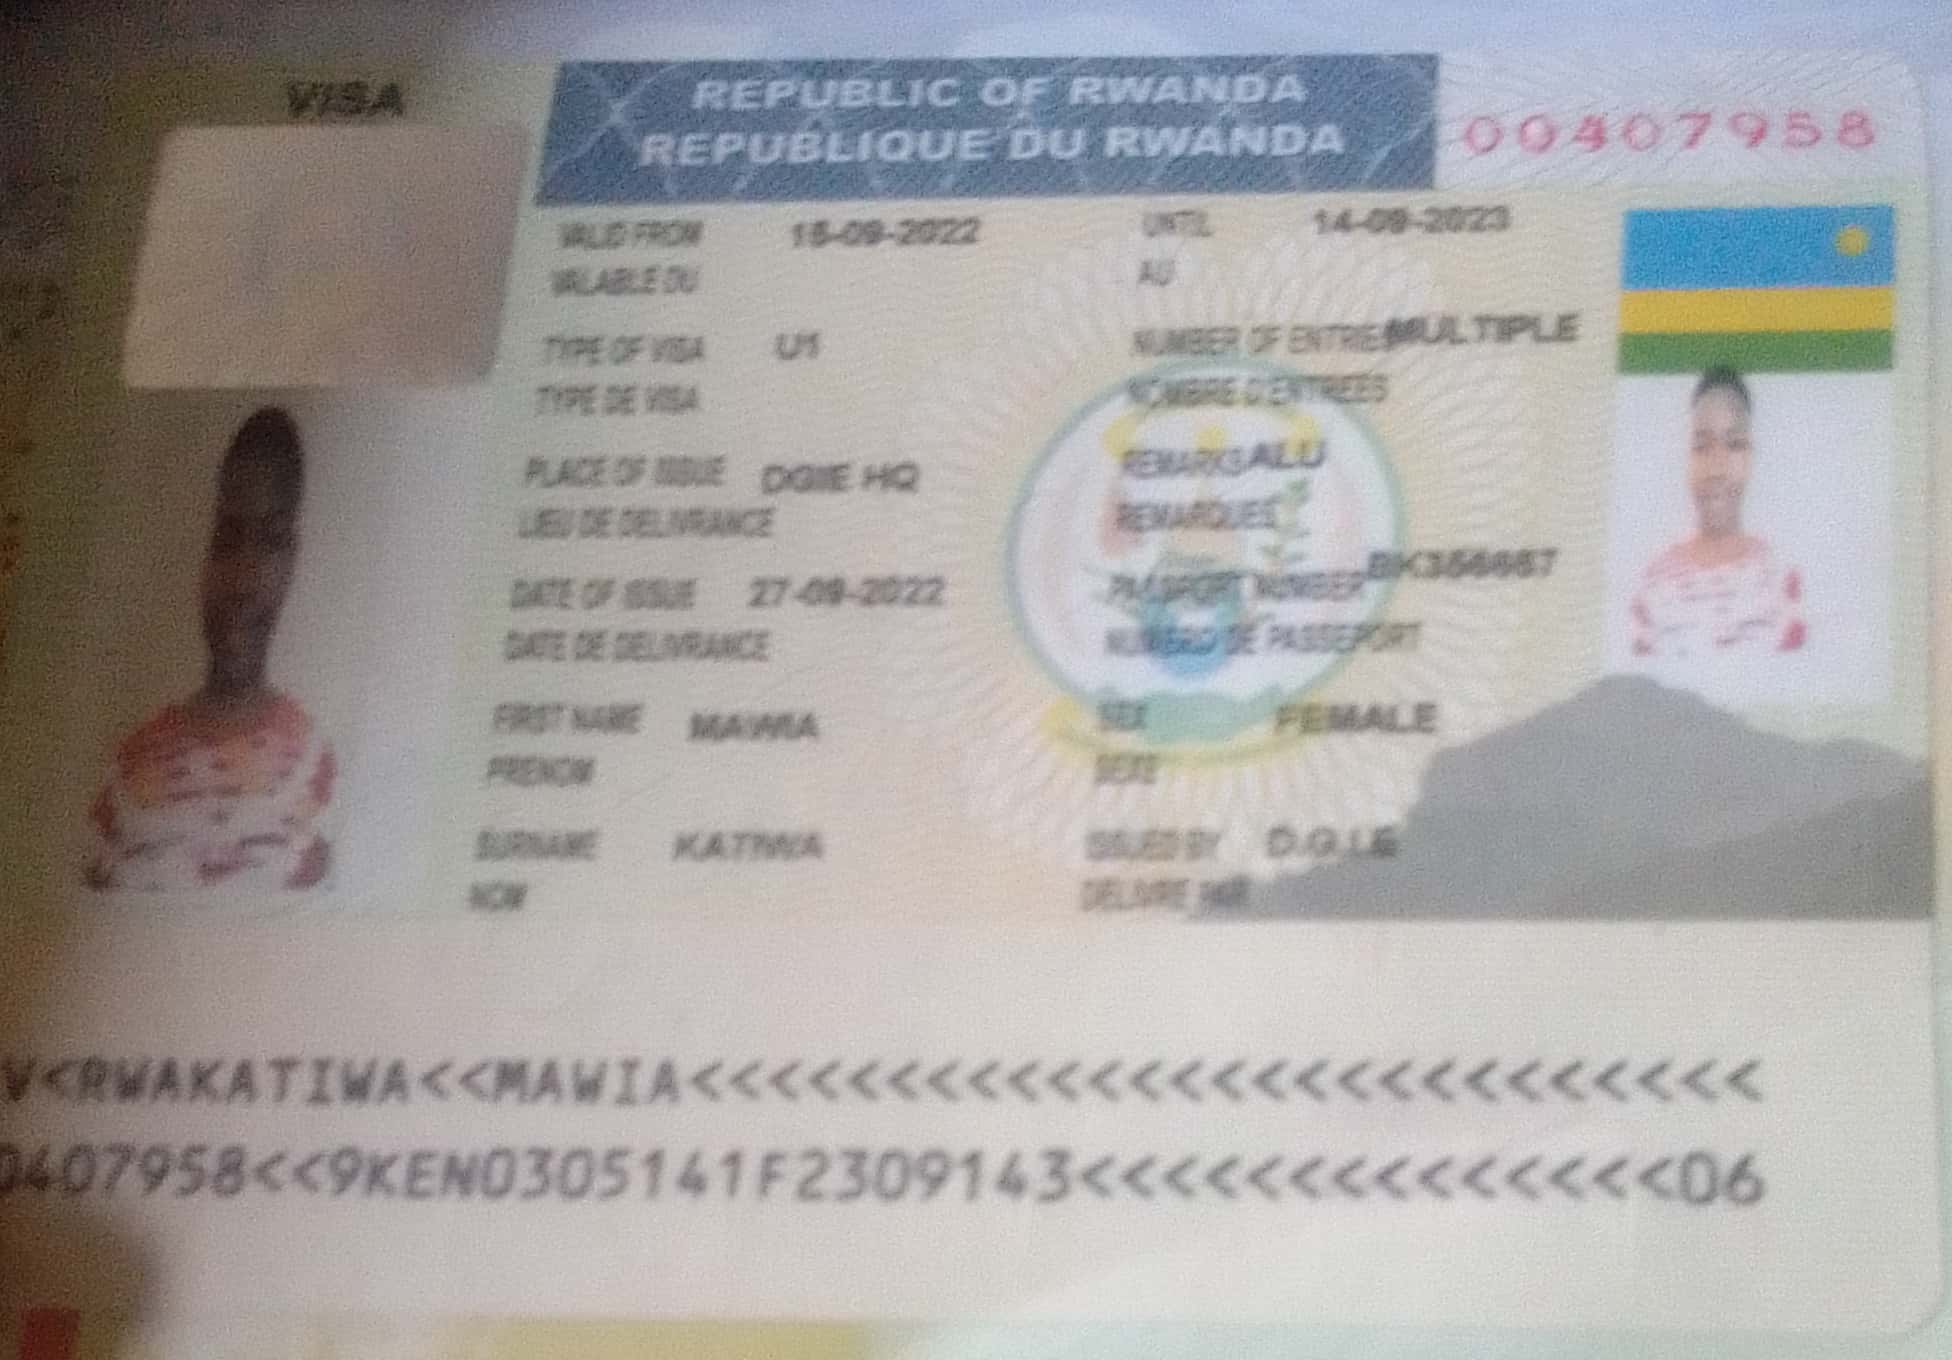 VISA
REPUBLIC OF RWANDA
REPUBLIQUE DU RWANDA
00407958
VALID FROM 15-09-2022 UNTIL 14-09-2023
VALABLE DU AU
TYPE OF VISA U1 NUMBER OF ENTRIES MULTIPLE
TYPE DE VISA NOMBRE D'ENTREES
PLACE OF ISSUE DGIE HQ REMARKS ALU
LIEU DE DELIVRANCE REMARQUES
DATE OF ISSUE 27-09-2022 PASSPORT NUMBER
DATE DE DELIVRANCE NUMERO DE PASSEPORT
FIRST NAME MAWIA SEX FEMALE
PRENOM SEXE
SURNAME KATIWA ISSUED BY D.G.I.E
NOM DELIVRE PAR
V<RWAKATIWA<<MAWIA<<<<<<<<<<<<<<<<<<<<<<<<<<
0407958<<9KEN0305141F2309143<<<<<<<<<<<<<<06